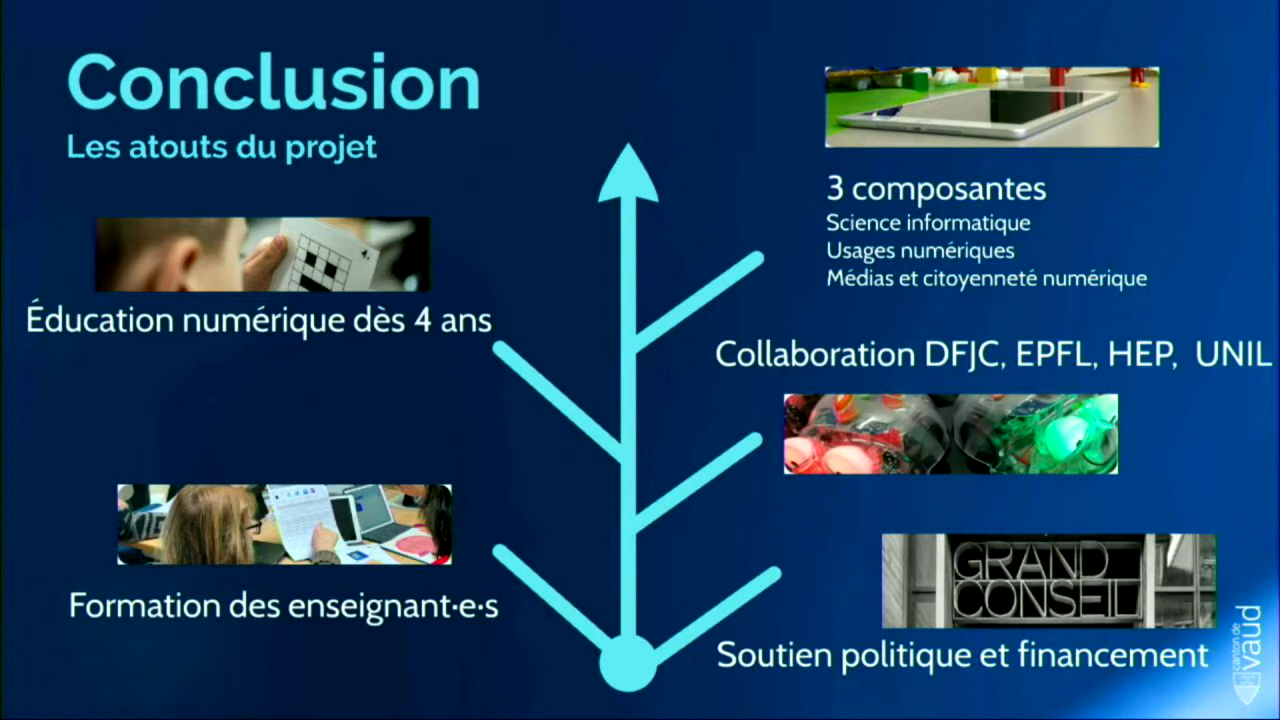 Conclusion
Les atouts du projet
3 composantes
Science informatique
Usages numériques
Médias et citoyenneté numérique
Éducation numérique dès 4 ans
Collaboration DFJC, EPFL, HEP, UNIL
Formation des enseignant·e·s
GRAND
CONSEIL
Soutien politique et financement
canton de
vaud